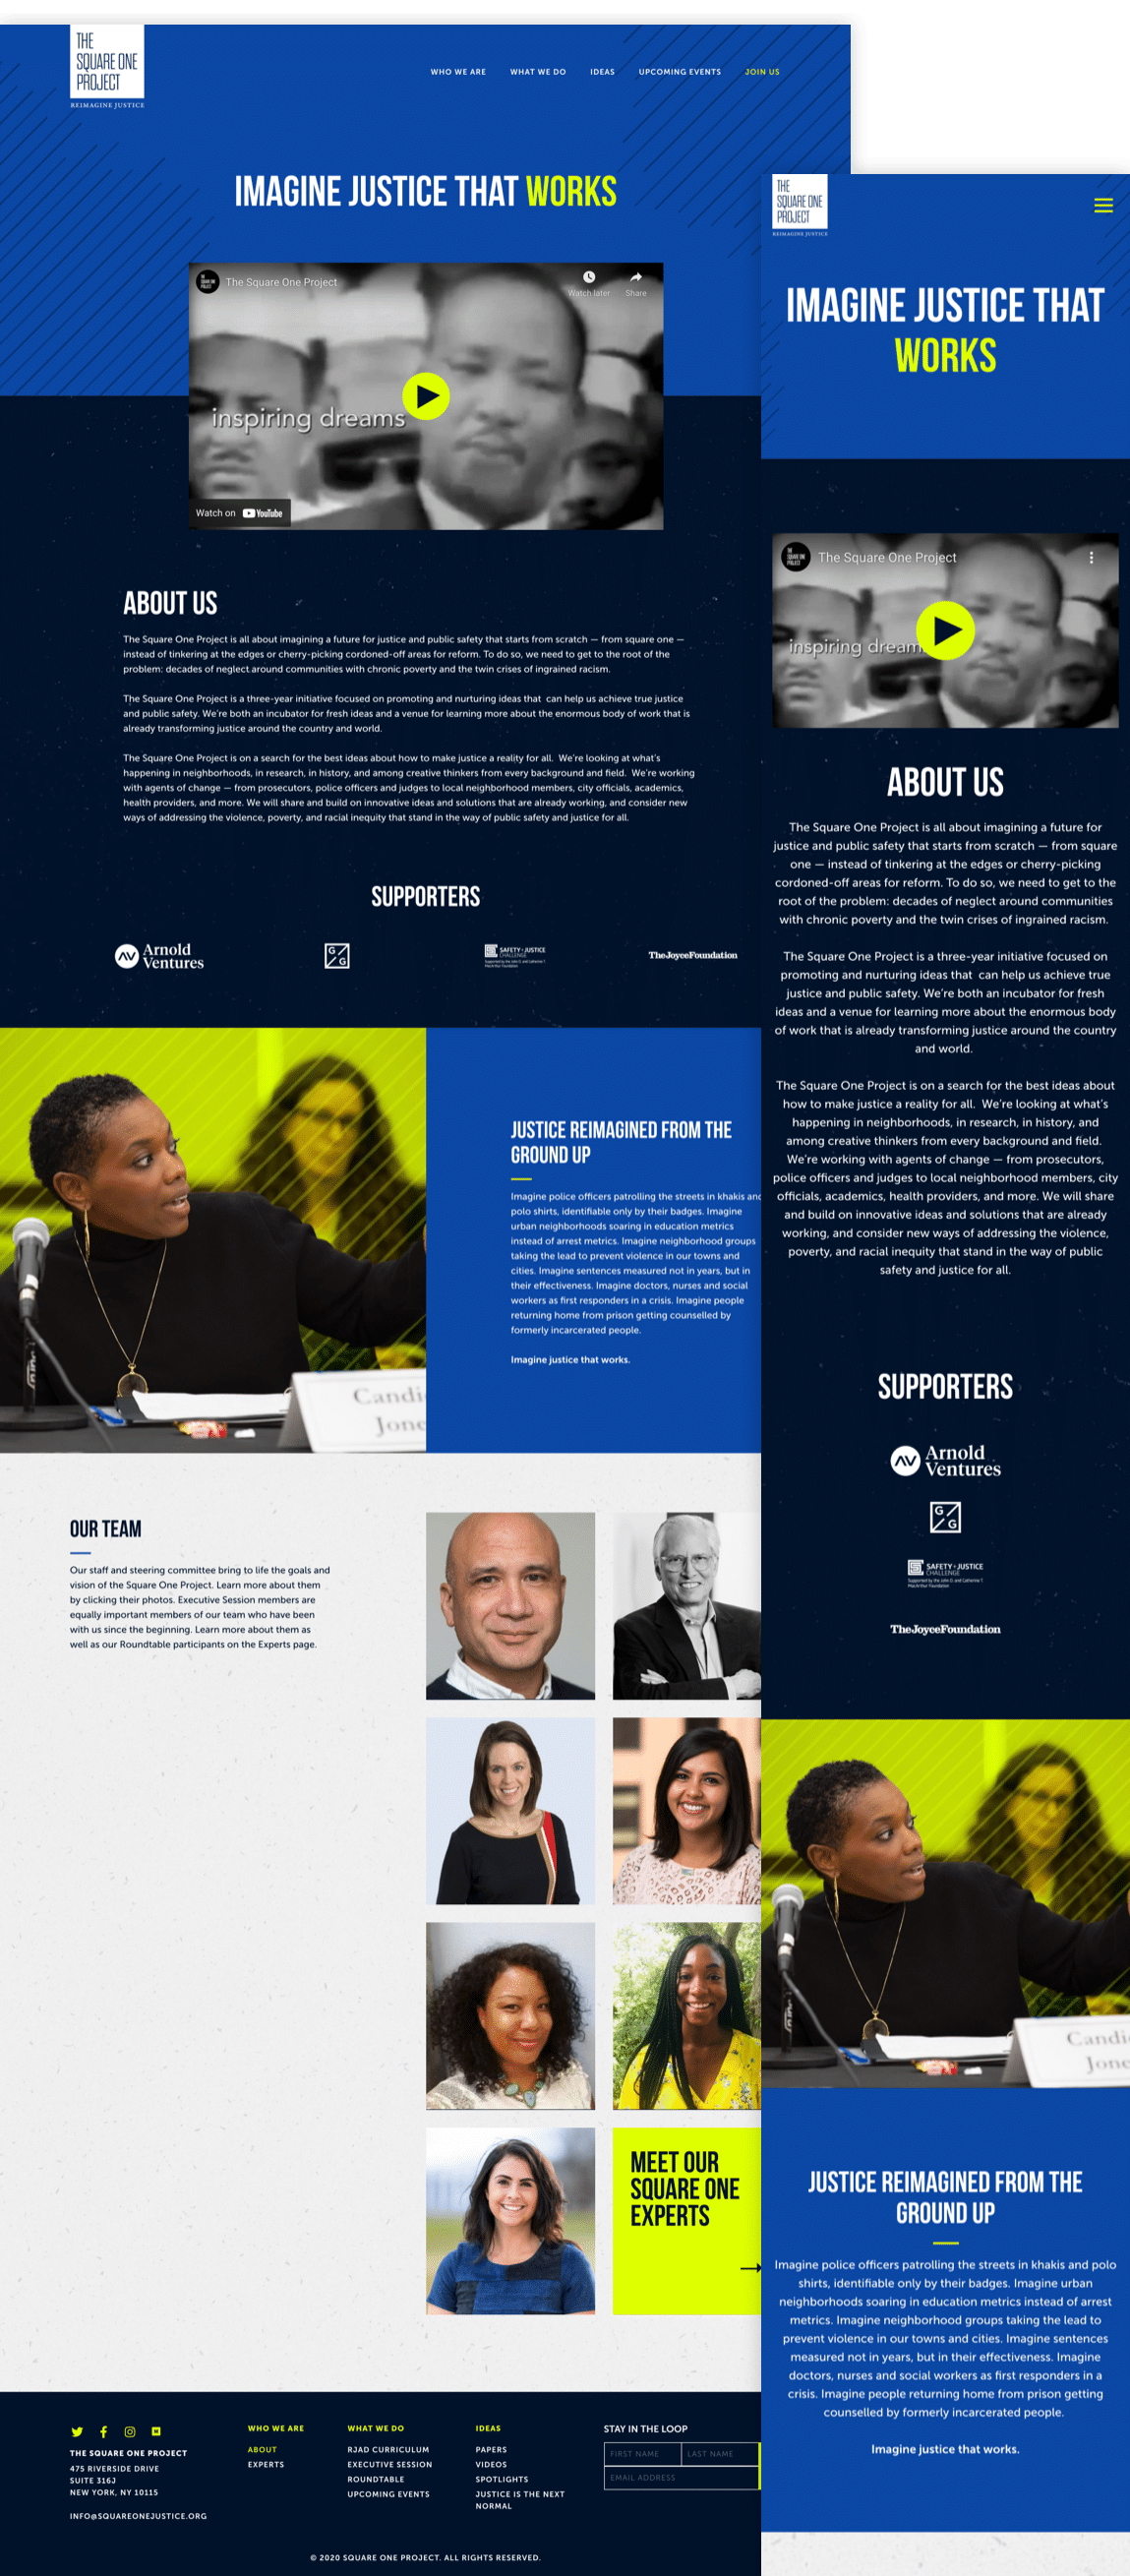 THE
SQUARE ONE
PROJECT
REIMAGINE JUSTICE
WHO WE ARE
WHAT WE DO
IDEAS
UPCOMING EVENTS
JOIN US
IMAGINE JUSTICE THAT WORKS
The Square One Project
Watch later
Share
inspiring dreams
Watch on YouTube
ABOUT US
The Square One Project is all about imagining a future for justice and public safety that starts from scratch — from square one —
instead of tinkering at the edges or cherry-picking cordoned-off areas for reform. To do so, we need to get to the root of the
problem: decades of neglect around communities with chronic poverty and the twin crises of ingrained racism.
The Square One Project is a three-year initiative focused on promoting and nurturing ideas that can help us achieve true justice
and public safety. We're both an incubator for fresh ideas and a venue for learning more about the enormous body of work that is
already transforming justice around the country and world.
The Square One Project is on a search for the best ideas about how to make justice a reality for all. We're looking at what's
happening in neighborhoods, in research, in history, and among creative thinkers from every background and field. We're working
with agents of change — from prosecutors, police officers and judges to local neighborhood members, city officials, academics,
health providers, and more. We will share and build on innovative ideas and solutions that are already working, and consider new
ways of addressing the violence, poverty, and racial inequity that stand in the way of public safety and justice for all.
SUPPORTERS
Arnold
Ventures
G/G
SAFETY+JUSTICE
CHALLENGE
Supported by the John D. and Catherine T.
MacArthur Foundation
TheJoyceFoundation
Candi
Jone
JUSTICE REIMAGINED FROM THE
GROUND UP
Imagine police officers patrolling the streets in khakis and
polo shirts, identifiable only by their badges. Imagine
urban neighborhoods soaring in education metrics
instead of arrest metrics. Imagine neighborhood groups
taking the lead to prevent violence in our towns and
cities. Imagine sentences measured not in years, but in
their effectiveness. Imagine doctors, nurses and social
workers as first responders in a crisis. Imagine people
returning home from prison getting counselled by
formerly incarcerated people.
Imagine justice that works.
OUR TEAM
Our staff and steering committee bring to life the goals and
vision of the Square One Project. Learn more about them
by clicking their photos. Executive Session members are
equally important members of our team who have been
with us since the beginning. Learn more about them as
well as our Roundtable participants on the Experts page.
MEET OUR
SQUARE ONE
EXPERTS
THE SQUARE ONE PROJECT
475 RIVERSIDE DRIVE
SUITE 316J
NEW YORK, NY 10115
INFO@SQUAREONEJUSTICE.ORG
WHO WE ARE
ABOUT
EXPERTS
WHAT WE DO
RJAD CURRICULUM
EXECUTIVE SESSION
ROUNDTABLE
UPCOMING EVENTS
IDEAS
PAPERS
VIDEOS
SPOTLIGHTS
JUSTICE IS THE NEXT
NORMAL
STAY IN THE LOOP
FIRST NAME
LAST NAME
EMAIL ADDRESS
© 2020 SQUARE ONE PROJECT. ALL RIGHTS RESERVED.
THE
SQUARE ONE
PROJECT
REIMAGINE JUSTICE
IMAGINE JUSTICE THAT
WORKS
The Square One Project
inspiring dream
ABOUT US
The Square One Project is all about imagining a future for
justice and public safety that starts from scratch — from square
one — instead of tinkering at the edges or cherry-picking
cordoned-off areas for reform. To do so, we need to get to the
root of the problem: decades of neglect around communities
with chronic poverty and the twin crises of ingrained racism.
The Square One Project is a three-year initiative focused on
promoting and nurturing ideas that can help us achieve true
justice and public safety. We're both an incubator for fresh
ideas and a venue for learning more about the enormous body
of work that is already transforming justice around the country
and world.
The Square One Project is on a search for the best ideas about
how to make justice a reality for all. We're looking at what's
happening in neighborhoods, in research, in history, and
among creative thinkers from every background and field.
We're working with agents of change — from prosecutors,
police officers and judges to local neighborhood members, city
officials, academics, health providers, and more. We will share
and build on innovative ideas and solutions that are already
working, and consider new ways of addressing the violence,
poverty, and racial inequity that stand in the way of public
safety and justice for all.
SUPPORTERS
Arnold
Ventures
G/G
SAFETY+JUSTICE
CHALLENGE
Supported by the John D. and Catherine T.
MacArthur Foundation
TheJoyceFoundation
Candi
Jone
JUSTICE REIMAGINED FROM THE
GROUND UP
Imagine police officers patrolling the streets in khakis and polo
shirts, identifiable only by their badges. Imagine urban
neighborhoods soaring in education metrics instead of arrest
metrics. Imagine neighborhood groups taking the lead to
prevent violence in our towns and cities. Imagine sentences
measured not in years, but in their effectiveness. Imagine
doctors, nurses and social workers as first responders in a
crisis. Imagine people returning home from prison getting
counselled by formerly incarcerated people.
Imagine justice that works.